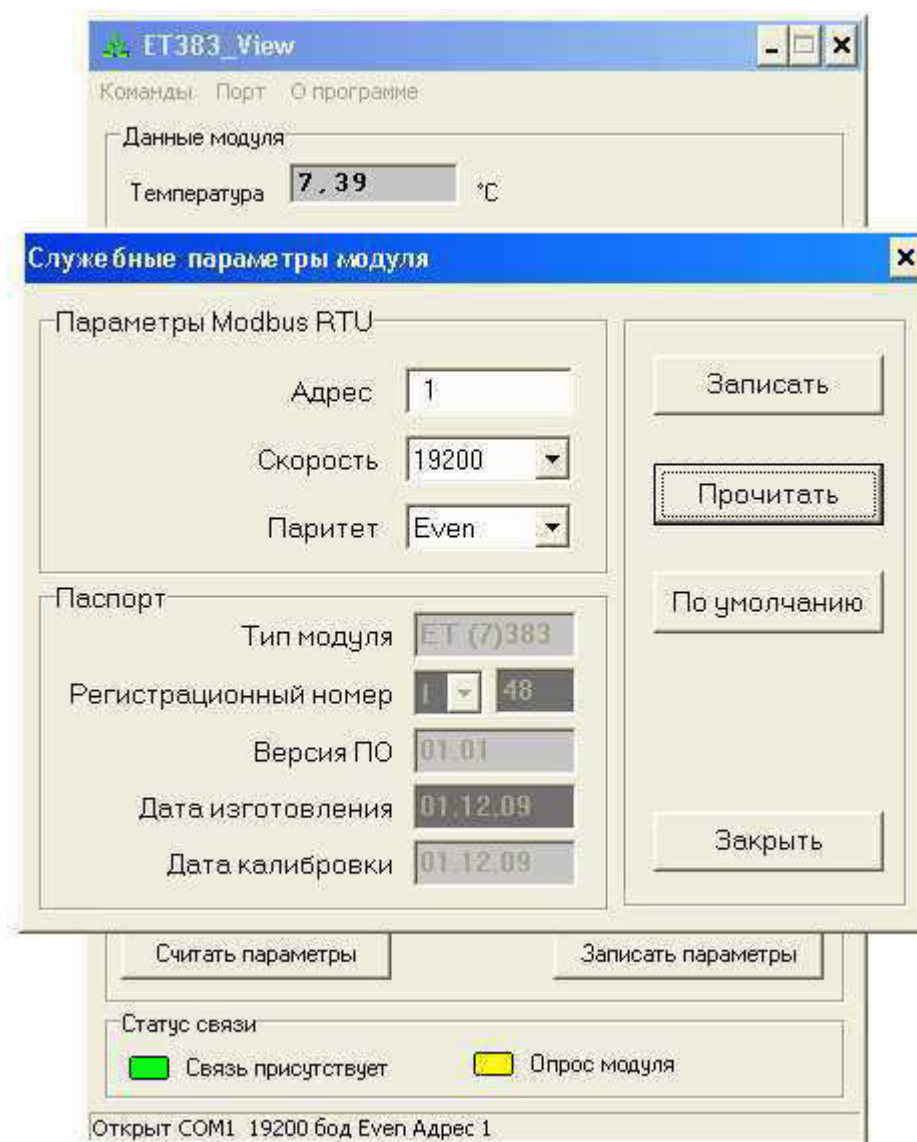 ET383_View
Команды Порт О программе
Данные модуля
Температура 7,39 °C
Служебные параметры модуля
Параметры Modbus RTU
Адрес 1
Скорость 19200
Паритет Even
Записать
Прочитать
По умолчанию
Закрыть
Паспорт
Тип модуля ET (7)383
Регистрационный номер I 48
Версия ПО 01.01
Дата изготовления 01.12.09
Дата калибровки 01.12.09
Считать параметры Записать параметры
Статус связи
Связь присутствует Опрос модуля
Открыт COM1 19200 бод Even Адрес 1